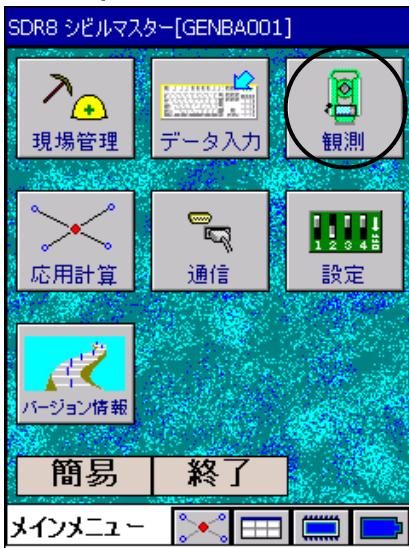 SDR8 シビルマスター[GENBA001]
現場管理
データ入力
観測
応用計算
通信
1 2 3 4 OFF
設定
バージョン情報
簡易
終了
メインメニュー